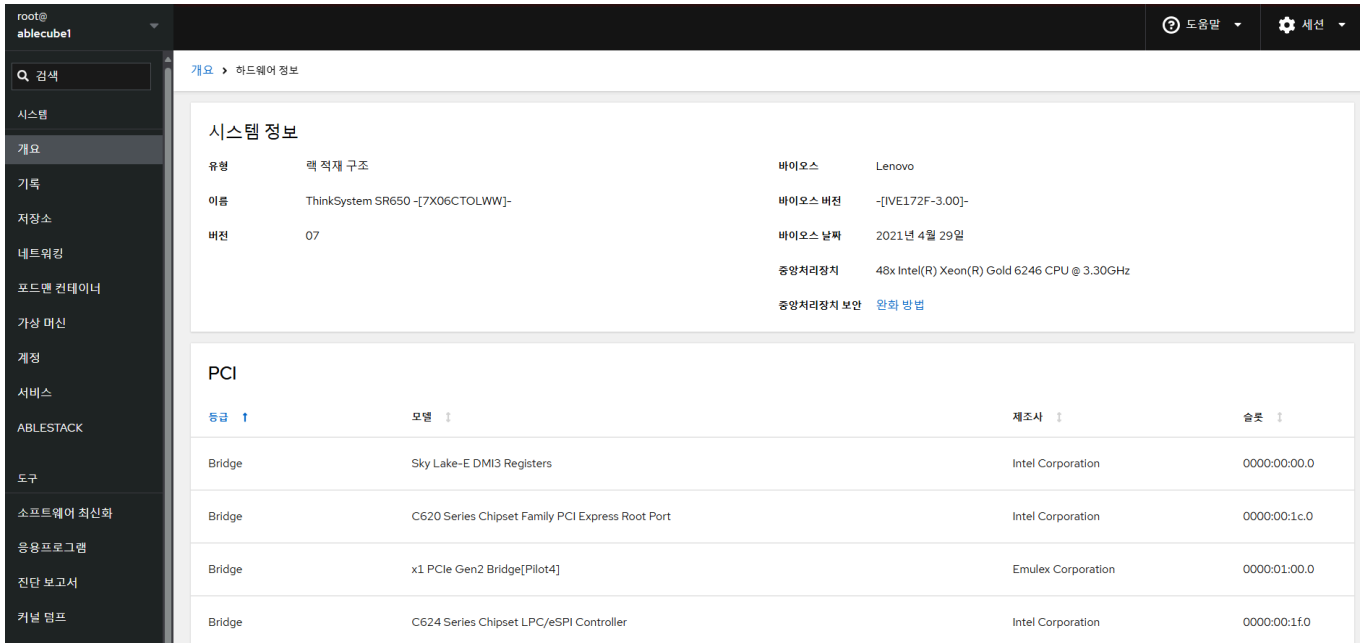 root@
ablecube1
도움말
세션
검색
개요 > 하드웨어 정보
시스템
개요
기록
저장소
네트워킹
포드맨 컨테이너
가상 머신
계정
서비스
ABLESTACK
도구
소프트웨어 최신화
응용프로그램
진단 보고서
커널 덤프
시스템 정보
유형 랙 적재 구조
이름 ThinkSystem SR650 -[7X06CTOLWW]-
버전 07
바이오스 Lenovo
바이오스 버전 -[IVE172F-3.00]-
바이오스 날짜 2021년 4월 29일
중앙처리장치 48x Intel(R) Xeon(R) Gold 6246 CPU @ 3.30GHz
중앙처리장치 보안 완화 방법
PCI
등급 모델 제조사 슬롯
Bridge Sky Lake-E DMI3 Registers Intel Corporation 0000:00:00.0
Bridge C620 Series Chipset Family PCI Express Root Port Intel Corporation 0000:00:1c.0
Bridge x1 PCIe Gen2 Bridge[Pilot4] Emulex Corporation 0000:01:00.0
Bridge C624 Series Chipset LPC/eSPI Controller Intel Corporation 0000:00:1f.0